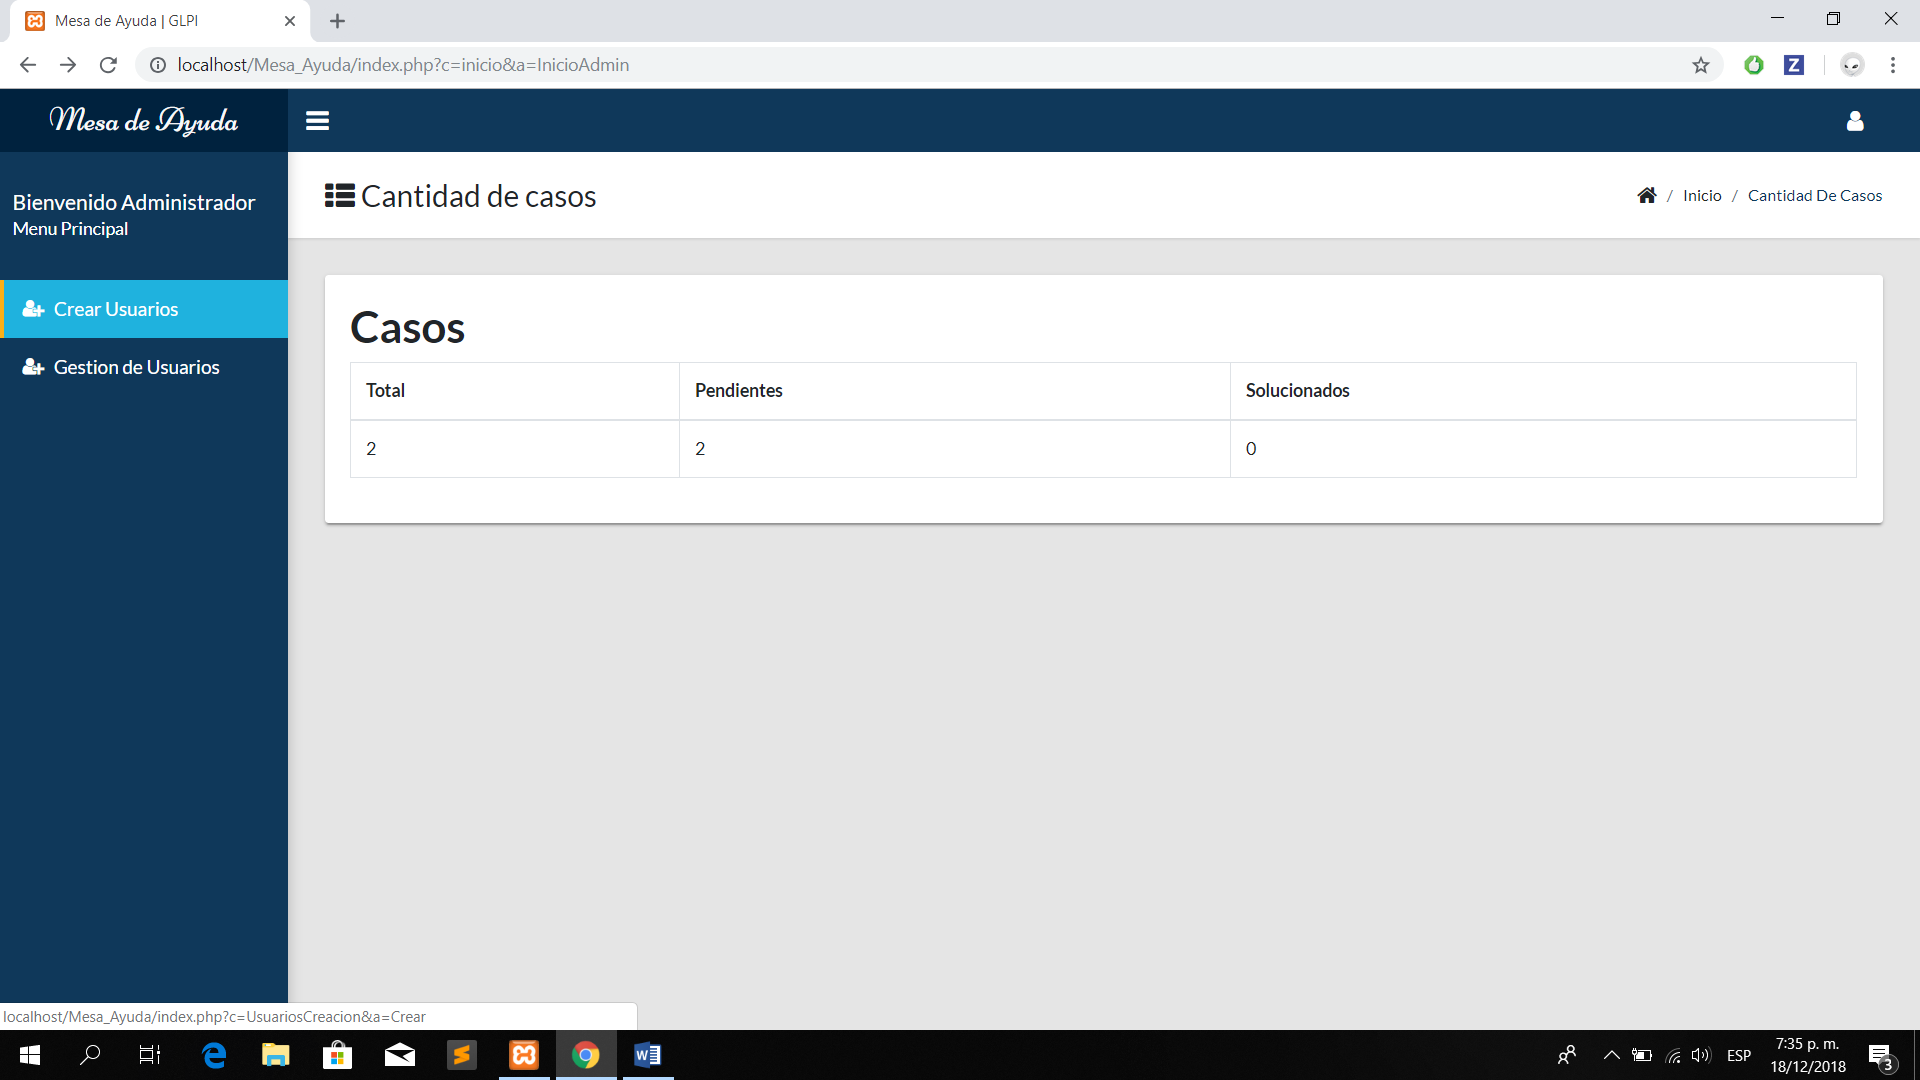 Mesa de Ayuda | GLPI
localhost/Mesa_Ayuda/index.php?c=inicio&a=InicioAdmin
Z
Mesa de Ayuda
Bienvenido Administrador
Menu Principal
Cantidad de casos
/ Inicio / Cantidad De Casos
Crear Usuarios
Gestion de Usuarios
Casos
Total Pendientes Solucionados
2 2 0
localhost/Mesa_Ayuda/index.php?c=UsuariosCreacion&a=Crear
ESP
7:35 p. m.
18/12/2018
3